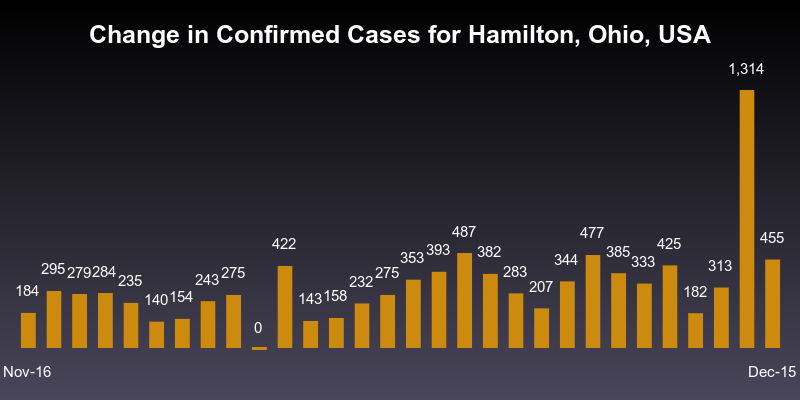 Change in Confirmed Cases for Hamilton, Ohio, USA
184 295 279 284 235 140 154 243 275 0 422 143 158 232 275 353 393 487 382 283 207 344 477 385 333 425 182 313 1,314 455
Nov-16 Dec-15